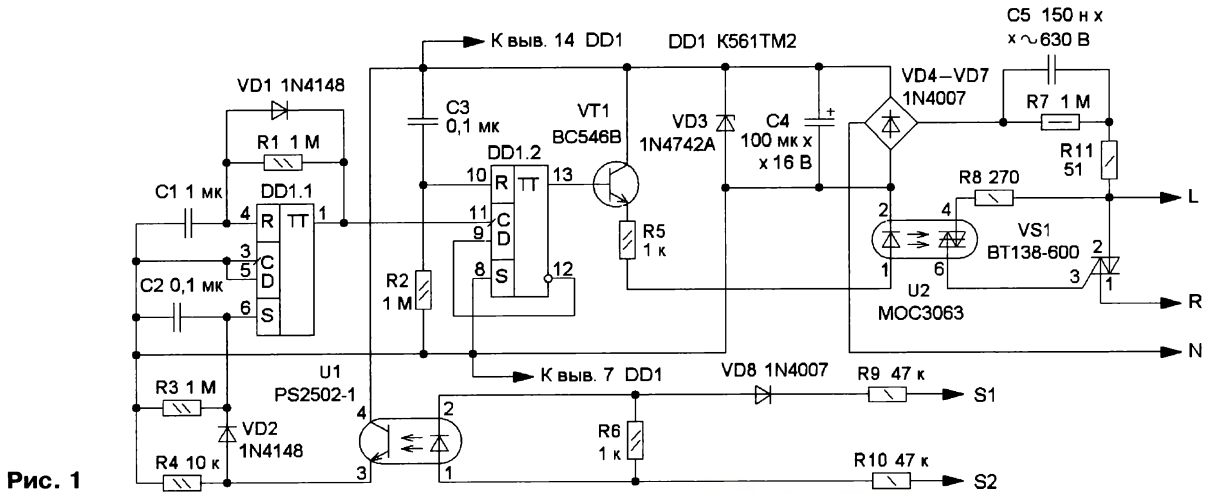 C5 150 н х
х ~ 630 В
К выв. 14 DD1
DD1 К561ТМ2
VD1 1N4148
R1 1 М
C3
0,1 мк
VT1
BC546B
VD3
1N4742A
C4
100 мк х
х 16 В
+
VD4–VD7
1N4007
R7 1 М
R11
51
C1 1 мк
DD1.1
4 R TT 1
3 C
5 D
6 S
C2 0,1 мк
DD1.2
10 R TT 13
11 C
9 D
8 S 12
R2
1 М
R5
1 к
R8 270
L
2 4
1 6
U2
MOC3063
VS1
BT138-600
2
3 1
R
N
К выв. 7 DD1
U1
PS2502-1
R3 1 М
VD2
1N4148
R4 10 к
4 2
3 1
R6
1 к
VD8 1N4007
R9 47 к
S1
R10 47 к
S2
Рис. 1